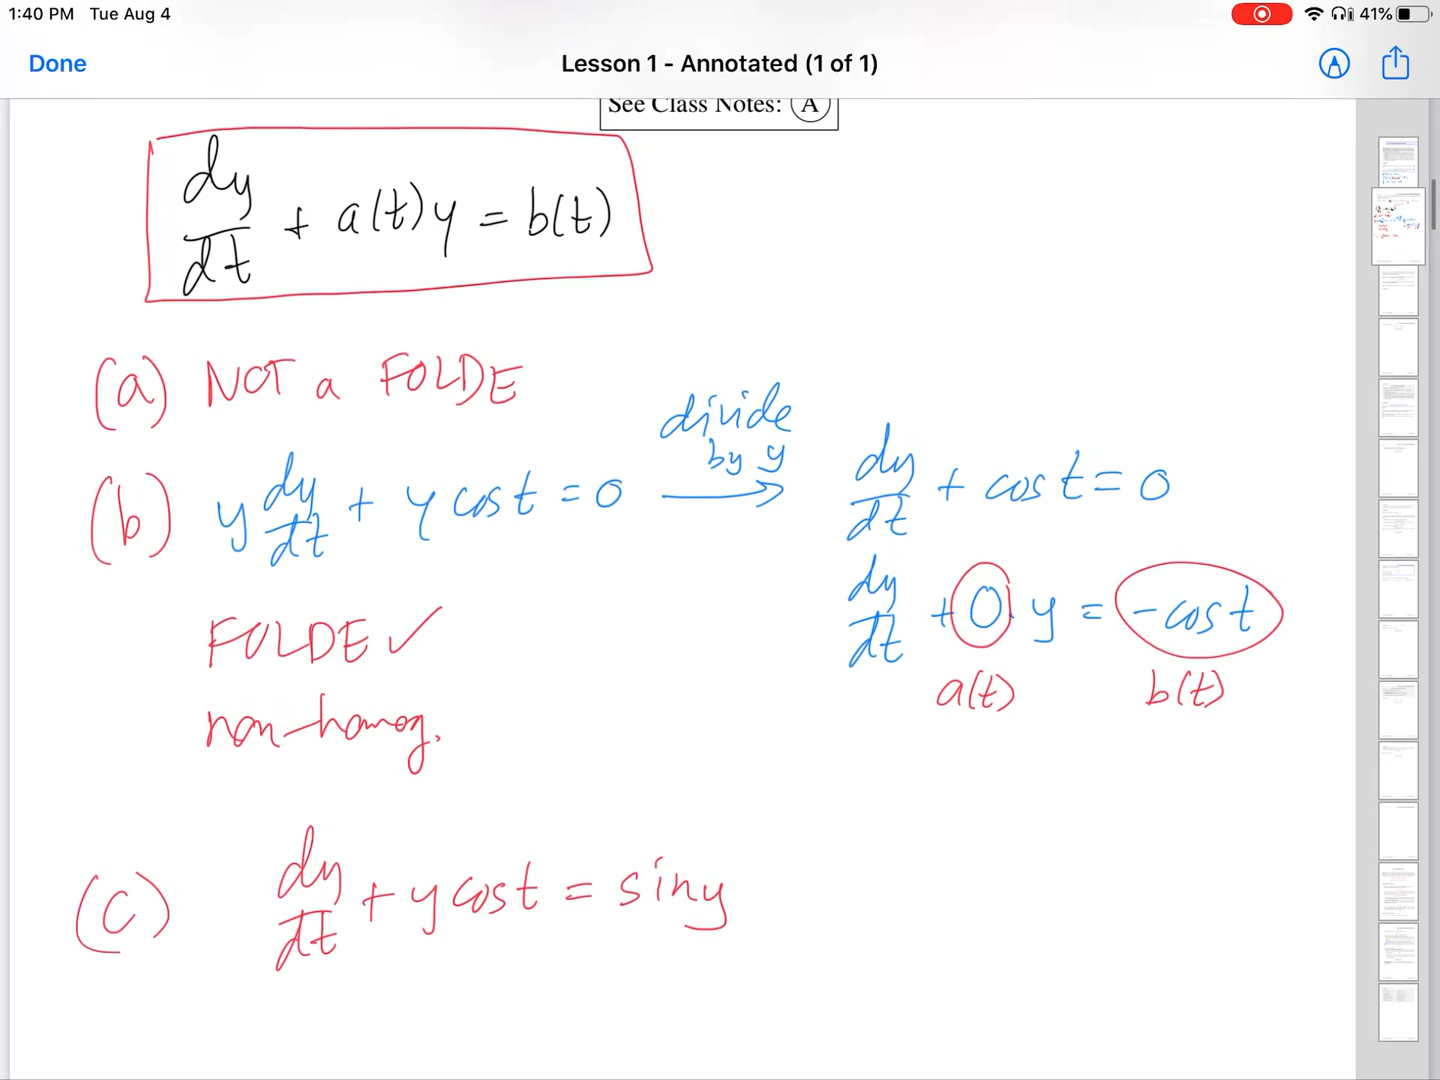 1:40 PM Tue Aug 4
41%
Done
Lesson 1 - Annotated (1 of 1)
See Class Notes: A
dy/dt + a(t)y = b(t)
(a) NOT a FOLDE
(b) y dy/dt + y cos t = 0
divide
by y
dy/dt + cos t = 0
dy/dt + 0 · y = -cos t
a(t) b(t)
FOLDE ✓
non-homog.
(c) dy/dt + y cos t = sin y